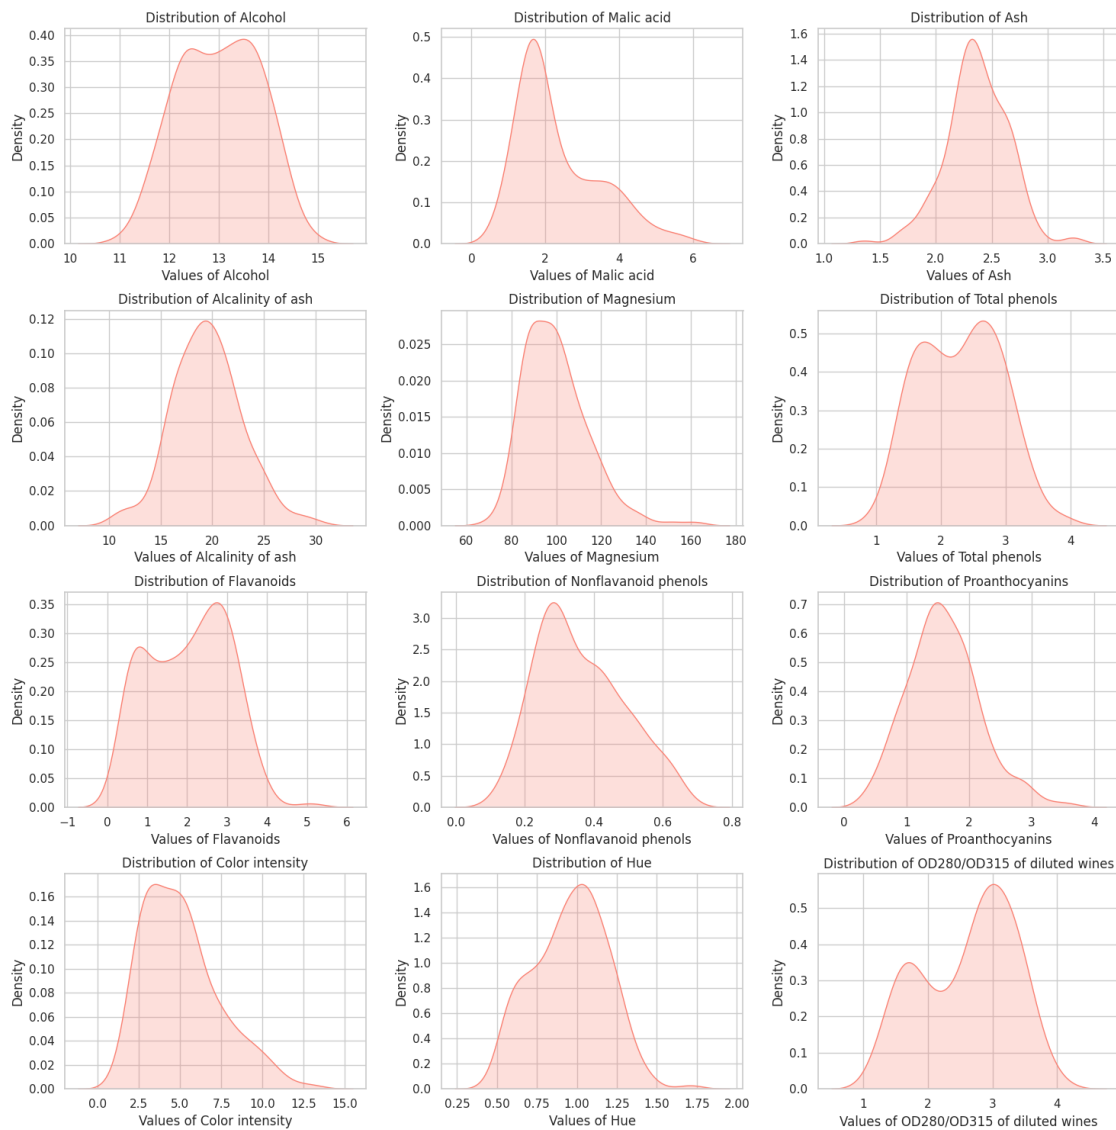 Distribution of Alcohol
0.40
0.35
0.30
0.25
0.20
0.15
0.10
0.05
0.00
Density
10 11 12 13 14 15
Values of Alcohol
Distribution of Malic acid
0.5
0.4
0.3
0.2
0.1
0.0
Density
0 2 4 6
Values of Malic acid
Distribution of Ash
1.6
1.4
1.2
1.0
0.8
0.6
0.4
0.2
0.0
Density
1.0 1.5 2.0 2.5 3.0 3.5
Values of Ash
Distribution of Alcalinity of ash
0.12
0.10
0.08
0.06
0.04
0.02
0.00
Density
10 15 20 25 30
Values of Alcalinity of ash
Distribution of Magnesium
0.025
0.020
0.015
0.010
0.005
0.000
Density
60 80 100 120 140 160 180
Values of Magnesium
Distribution of Total phenols
0.5
0.4
0.3
0.2
0.1
0.0
Density
1 2 3 4
Values of Total phenols
Distribution of Flavanoids
0.35
0.30
0.25
0.20
0.15
0.10
0.05
0.00
Density
−1 0 1 2 3 4 5 6
Values of Flavanoids
Distribution of Nonflavanoid phenols
3.0
2.5
2.0
1.5
1.0
0.5
0.0
Density
0.0 0.2 0.4 0.6 0.8
Values of Nonflavanoid phenols
Distribution of Proanthocyanins
0.7
0.6
0.5
0.4
0.3
0.2
0.1
0.0
Density
0 1 2 3 4
Values of Proanthocyanins
Distribution of Color intensity
0.16
0.14
0.12
0.10
0.08
0.06
0.04
0.02
0.00
Density
0.0 2.5 5.0 7.5 10.0 12.5 15.0
Values of Color intensity
Distribution of Hue
1.6
1.4
1.2
1.0
0.8
0.6
0.4
0.2
0.0
Density
0.25 0.50 0.75 1.00 1.25 1.50 1.75 2.00
Values of Hue
Distribution of OD280/OD315 of diluted wines
0.5
0.4
0.3
0.2
0.1
0.0
Density
1 2 3 4
Values of OD280/OD315 of diluted wines